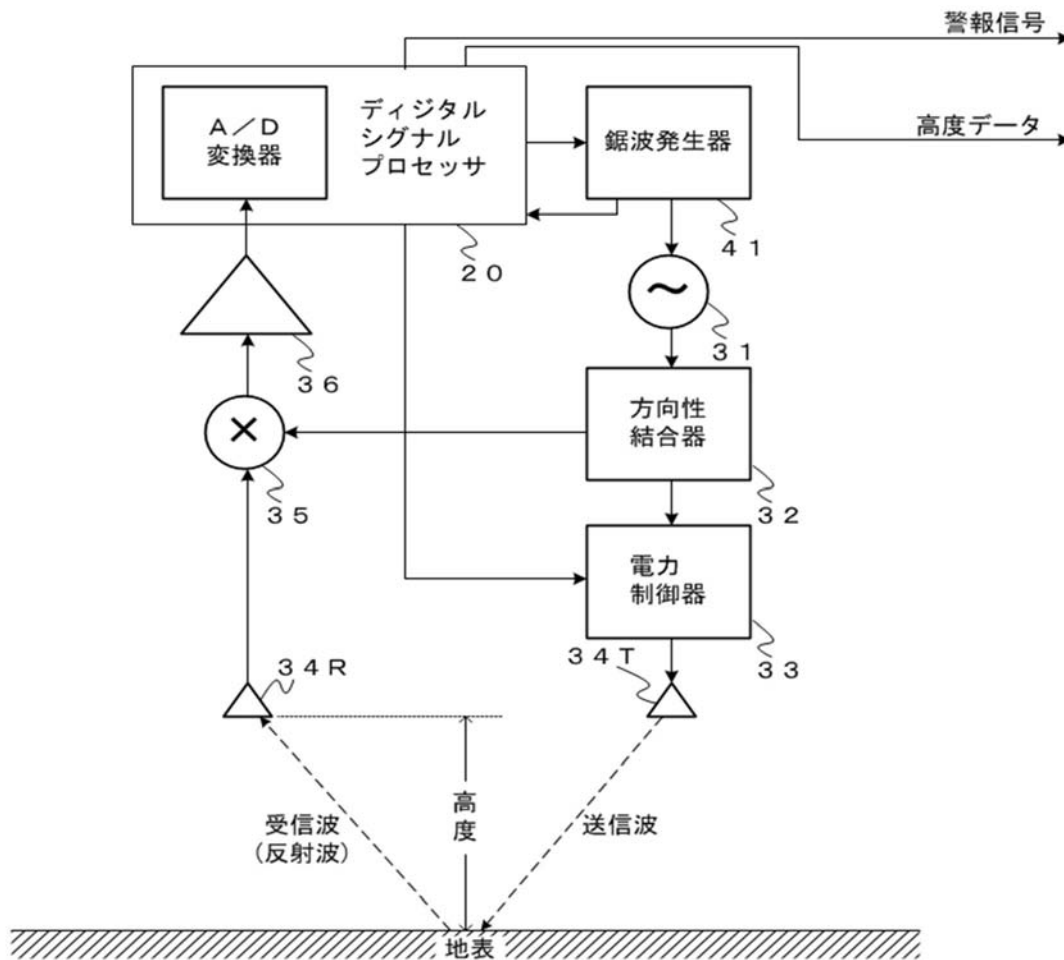 警報信号
高度データ
A／D
変換器
ディジタル
シグナル
プロセッサ
鋸波発生器
20
41
31
36
方向性
結合器
×
35
32
電力
制御器
34R
34T
33
高度
受信波
(反射波)
送信波
地表